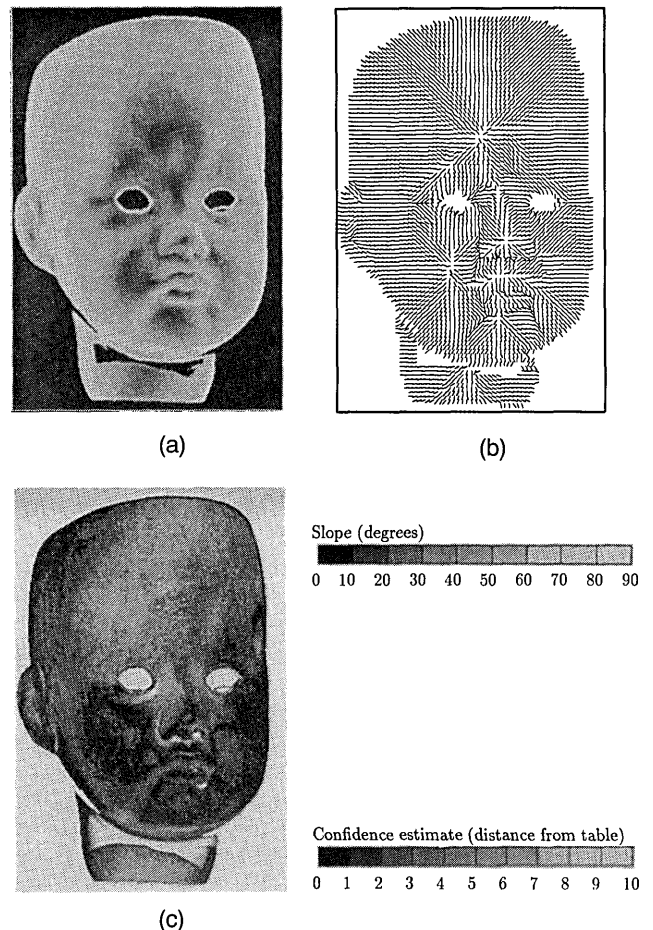 (a)
(b)
Slope (degrees)
0 10 20 30 40 50 60 70 80 90
Confidence estimate (distance from table)
0 1 2 3 4 5 6 7 8 9 10
(c)